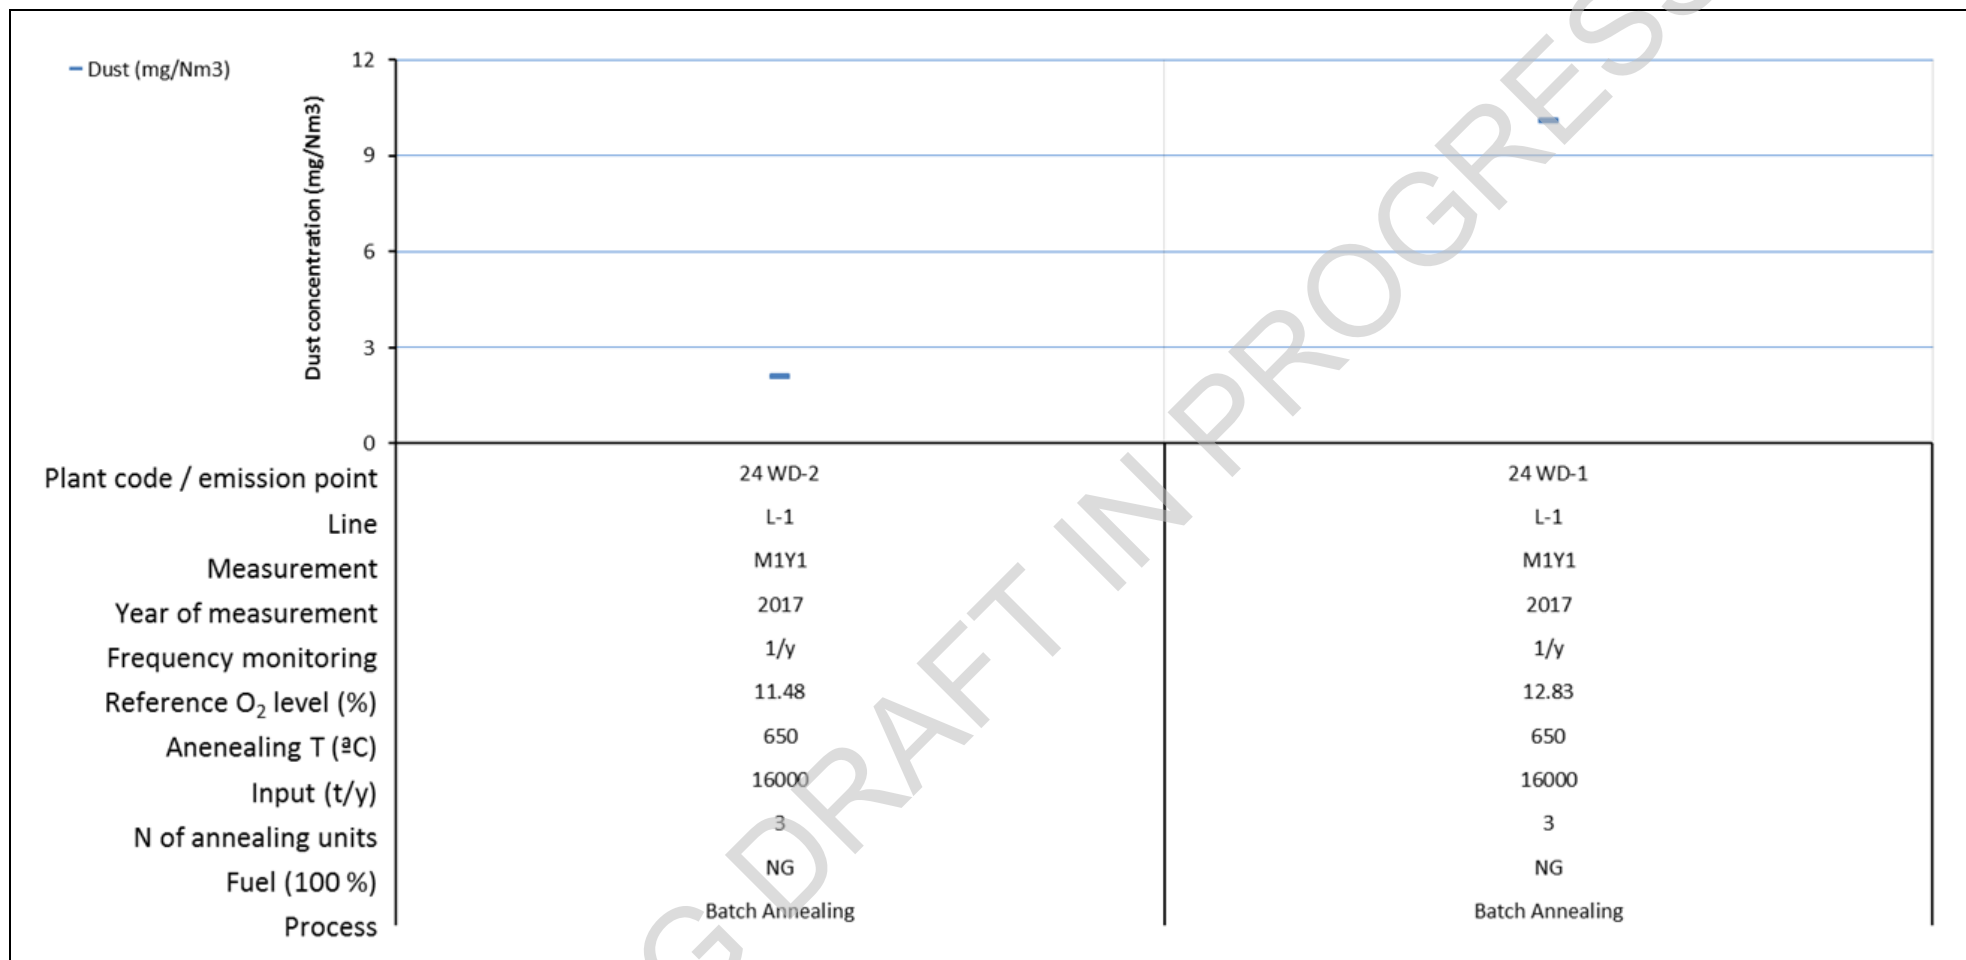 Dust (mg/Nm3)
Dust concentration (mg/Nm3)
12
9
6
3
0
Plant code / emission point 24 WD-2 24 WD-1
Line L-1 L-1
Measurement M1Y1 M1Y1
Year of measurement 2017 2017
Frequency monitoring 1/y 1/y
Reference O₂ level (%) 11.48 12.83
Anenealing T (ªC) 650 650
Input (t/y) 16000 16000
N of annealing units 3 3
Fuel (100 %) NG NG
Process Batch Annealing Batch Annealing
G DRAFT IN PROGRESS